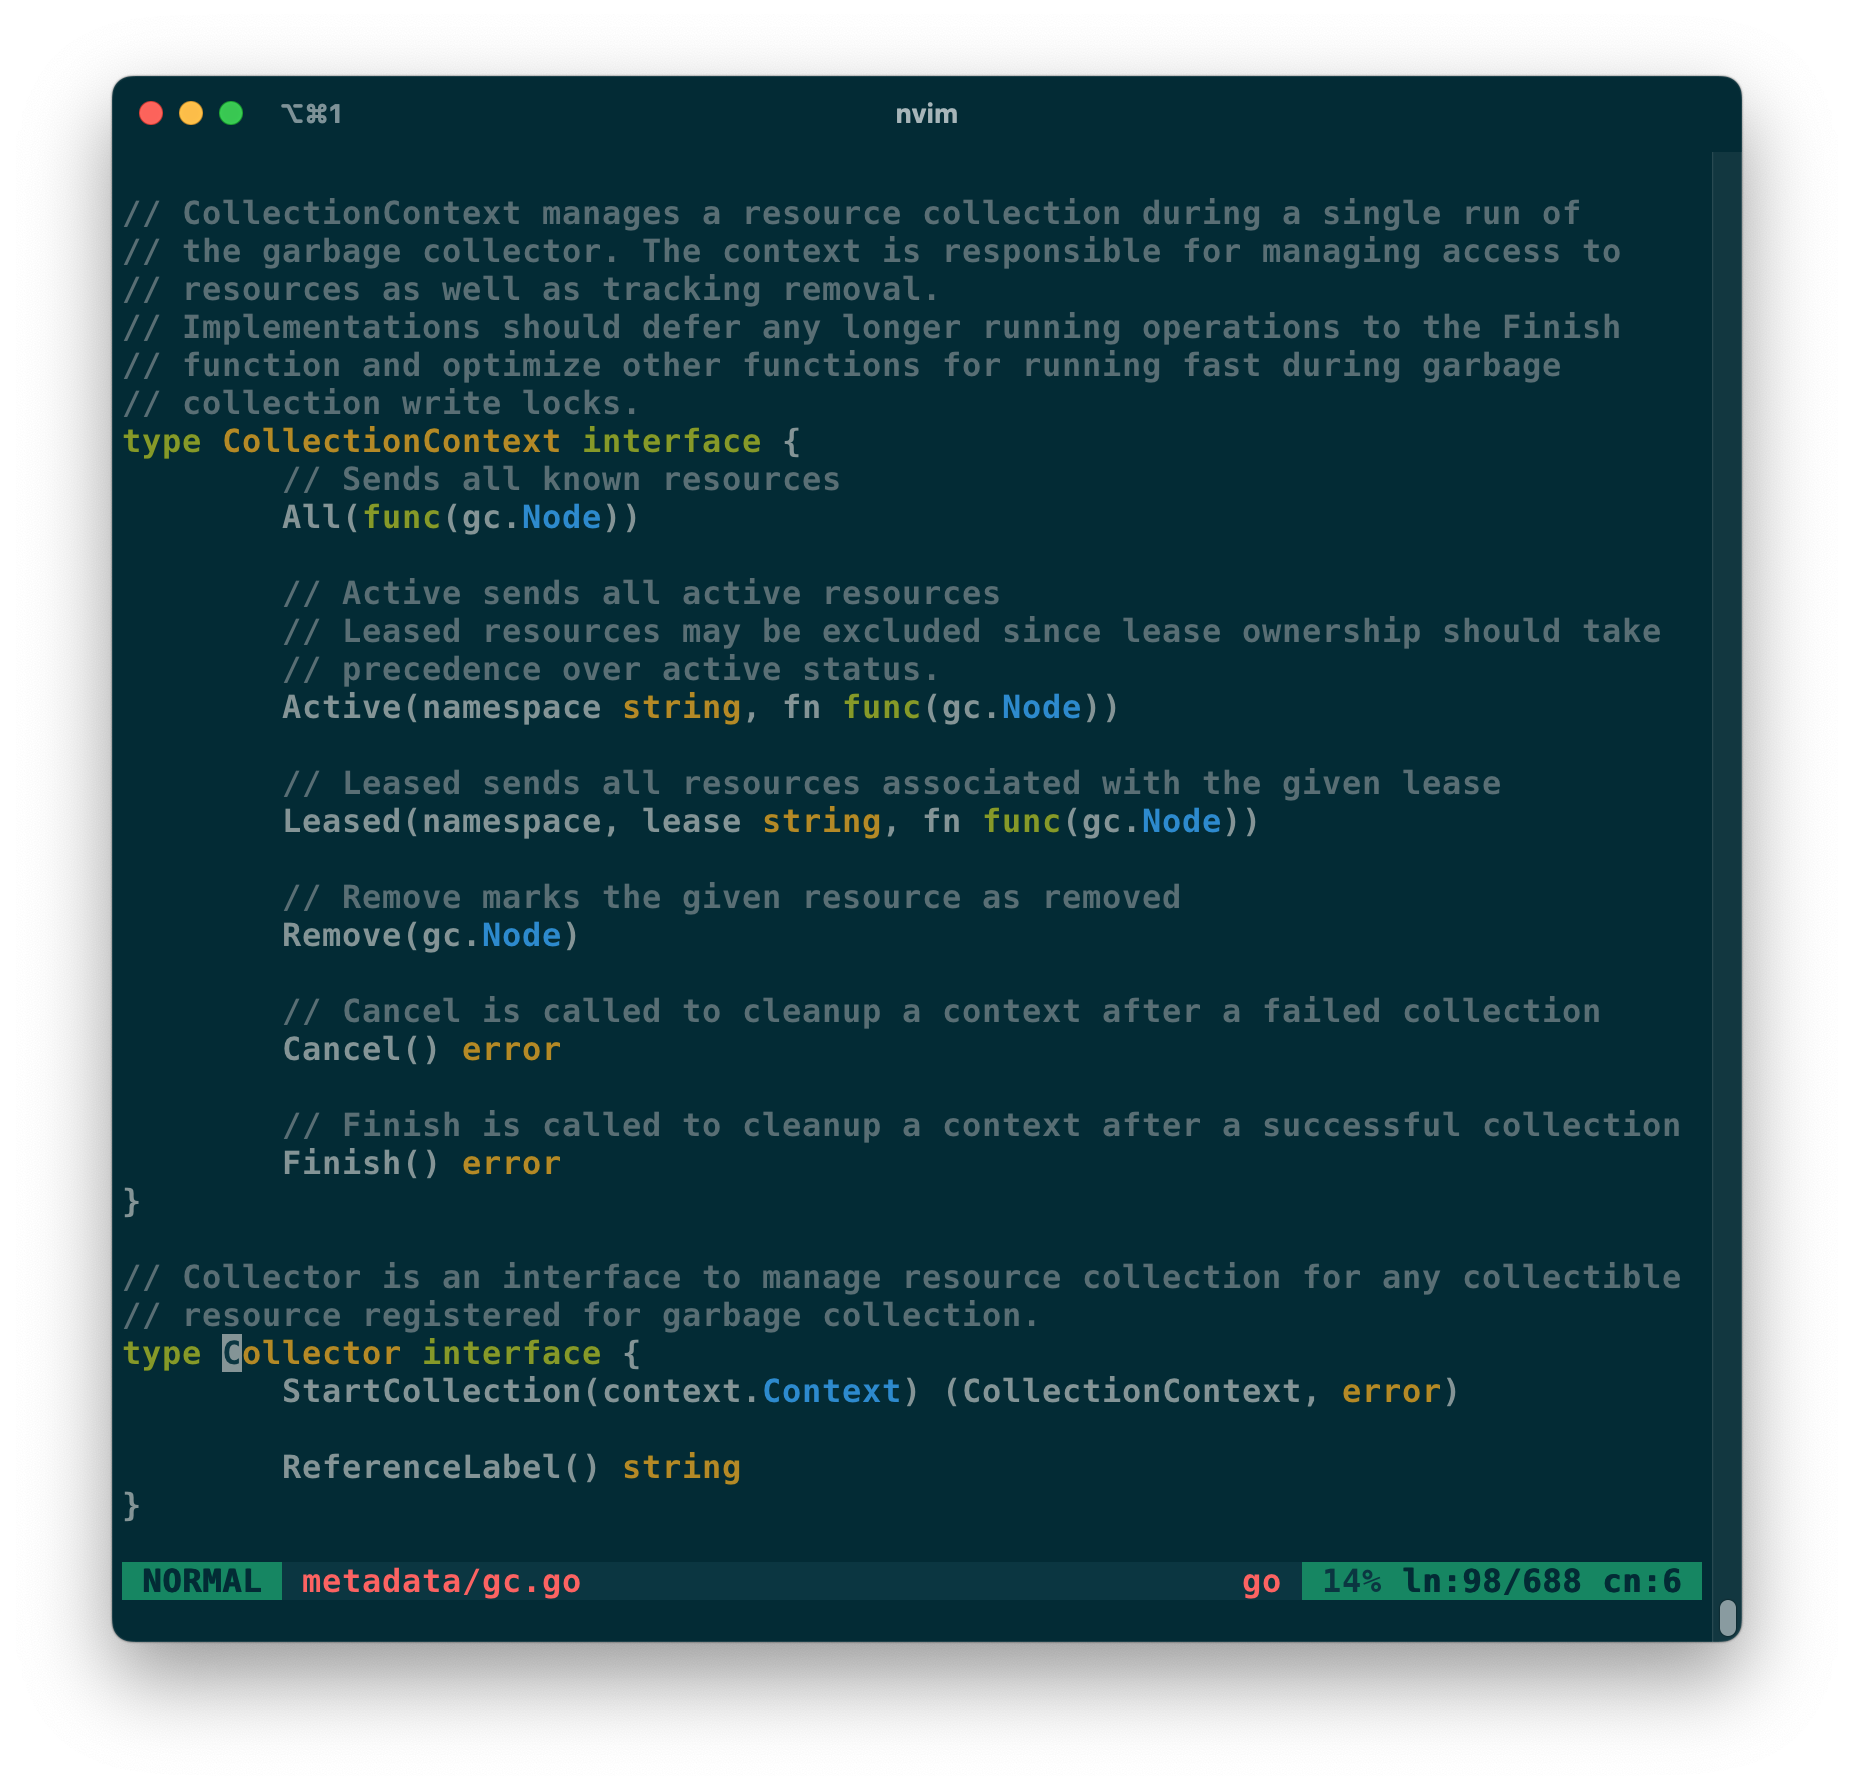 ⌥⌘1 nvim
// CollectionContext manages a resource collection during a single run of
// the garbage collector. The context is responsible for managing access to
// resources as well as tracking removal.
// Implementations should defer any longer running operations to the Finish
// function and optimize other functions for running fast during garbage
// collection write locks.
type CollectionContext interface {
        // Sends all known resources
        All(func(gc.Node))

        // Active sends all active resources
        // Leased resources may be excluded since lease ownership should take
        // precedence over active status.
        Active(namespace string, fn func(gc.Node))

        // Leased sends all resources associated with the given lease
        Leased(namespace, lease string, fn func(gc.Node))

        // Remove marks the given resource as removed
        Remove(gc.Node)

        // Cancel is called to cleanup a context after a failed collection
        Cancel() error

        // Finish is called to cleanup a context after a successful collection
        Finish() error
}

// Collector is an interface to manage resource collection for any collectible
// resource registered for garbage collection.
type Collector interface {
        StartCollection(context.Context) (CollectionContext, error)

        ReferenceLabel() string
}
NORMAL metadata/gc.go go 14% ln:98/688 cn:6